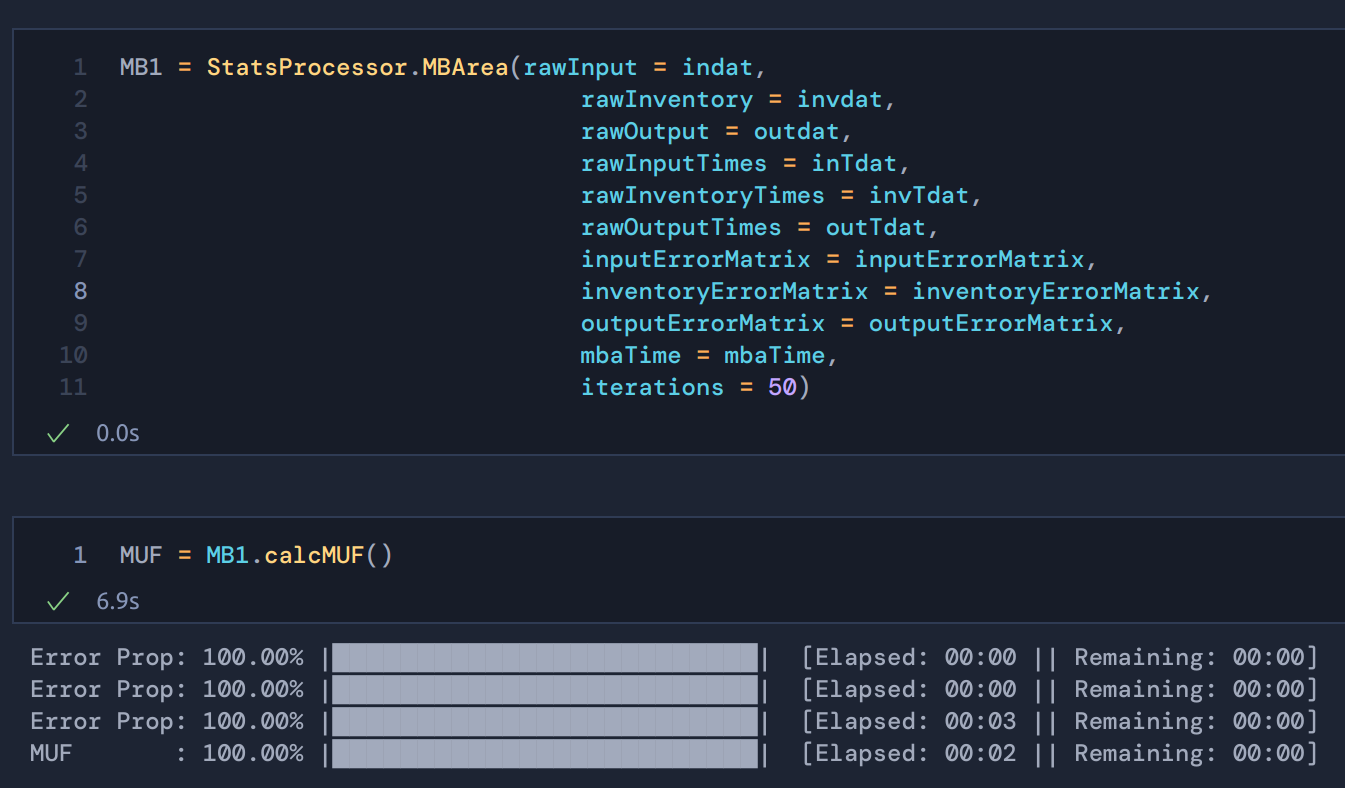 1 MB1 = StatsProcessor.MBArea(rawInput = indat,
2 rawInventory = invdat,
3 rawOutput = outdat,
4 rawInputTimes = inTdat,
5 rawInventoryTimes = invTdat,
6 rawOutputTimes = outTdat,
7 inputErrorMatrix = inputErrorMatrix,
8 inventoryErrorMatrix = inventoryErrorMatrix,
9 outputErrorMatrix = outputErrorMatrix,
10 mbaTime = mbaTime,
11 iterations = 50)
✓ 0.0s
1 MUF = MB1.calcMUF()
✓ 6.9s
Error Prop: 100.00% |██████████████████████████████| [Elapsed: 00:00 || Remaining: 00:00]
Error Prop: 100.00% |██████████████████████████████| [Elapsed: 00:00 || Remaining: 00:00]
Error Prop: 100.00% |██████████████████████████████| [Elapsed: 00:03 || Remaining: 00:00]
MUF       : 100.00% |██████████████████████████████| [Elapsed: 00:02 || Remaining: 00:00]